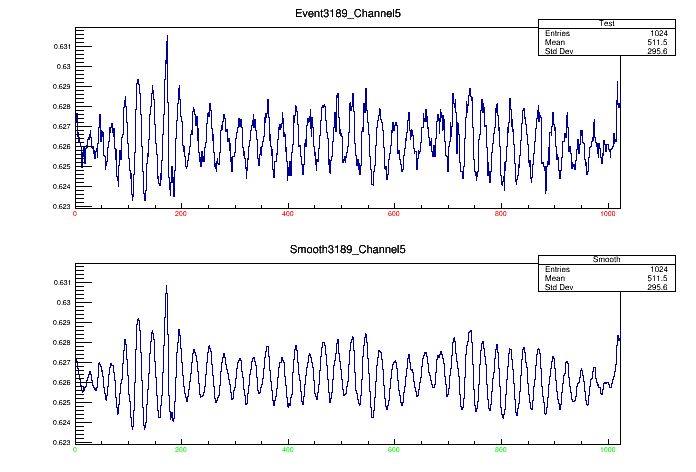 Event3189_Channel5
Test
Entries 1024
Mean 511.5
Std Dev 295.6
0.631
0.63
0.629
0.628
0.627
0.626
0.625
0.624
0.623
0 200 400 600 800 1000
Smooth3189_Channel5
Smooth
Entries 1024
Mean 511.5
Std Dev 295.6
0.631
0.63
0.629
0.628
0.627
0.626
0.625
0.624
0.623
0 200 400 600 800 1000